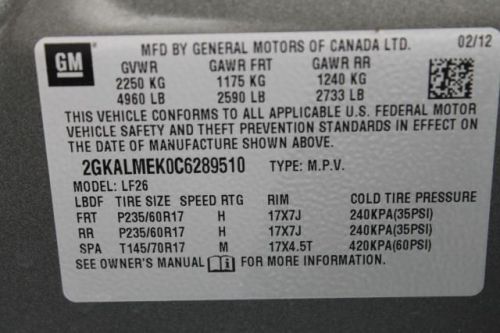 GM
MFD BY GENERAL MOTORS OF CANADA LTD. 02/12
GVWR GAWR FRT GAWR RR
2250 KG 1175 KG 1240 KG
4960 LB 2590 LB 2733 LB
THIS VEHICLE CONFORMS TO ALL APPLICABLE U.S. FEDERAL MOTOR
VEHICLE SAFETY AND THEFT PREVENTION STANDARDS IN EFFECT ON
THE DATE OF MANUFACTURE SHOWN ABOVE.
2GKALMEK0C6289510 TYPE: M.P.V.
MODEL: LF26
LBDF TIRE SIZE SPEED RTG RIM COLD TIRE PRESSURE
FRT P235/60R17 H 17X7J 240KPA(35PSI)
RR P235/60R17 H 17X7J 240KPA(35PSI)
SPA T145/70R17 M 17X4.5T 420KPA(60PSI)
SEE OWNER'S MANUAL FOR MORE INFORMATION.